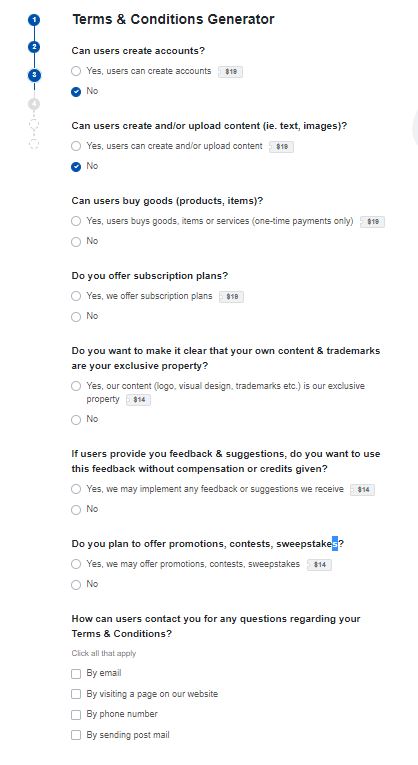 1
Terms & Conditions Generator
2
Can users create accounts?
Yes, users can create accounts $19
3
No
4
Can users create and/or upload content (ie. text, images)?
Yes, users can create and/or upload content $19
No
Can users buy goods (products, items)?
Yes, users buys goods, items or services (one-time payments only) $19
No
Do you offer subscription plans?
Yes, we offer subscription plans $19
No
Do you want to make it clear that your own content & trademarks
are your exclusive property?
Yes, our content (logo, visual design, trademarks etc.) is our exclusive
property $14
No
If users provide you feedback & suggestions, do you want to use
this feedback without compensation or credits given?
Yes, we may implement any feedback or suggestions we receive $14
No
Do you plan to offer promotions, contests, sweepstakes?
Yes, we may offer promotions, contests, sweepstakes $14
No
How can users contact you for any questions regarding your
Terms & Conditions?
Click all that apply
By email
By visiting a page on our website
By phone number
By sending post mail